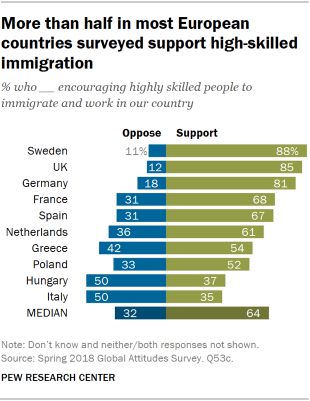 More than half in most European
countries surveyed support high-skilled
immigration
% who __ encouraging highly skilled people to
immigrate and work in our country
Oppose Support
Sweden 11% 88%
UK 12 85
Germany 18 81
France 31 68
Spain 31 67
Netherlands 36 61
Greece 42 54
Poland 33 52
Hungary 50 37
Italy 50 35
MEDIAN 32 64
Note: Don't know and neither/both responses not shown.
Source: Spring 2018 Global Attitudes Survey. Q53c.
PEW RESEARCH CENTER